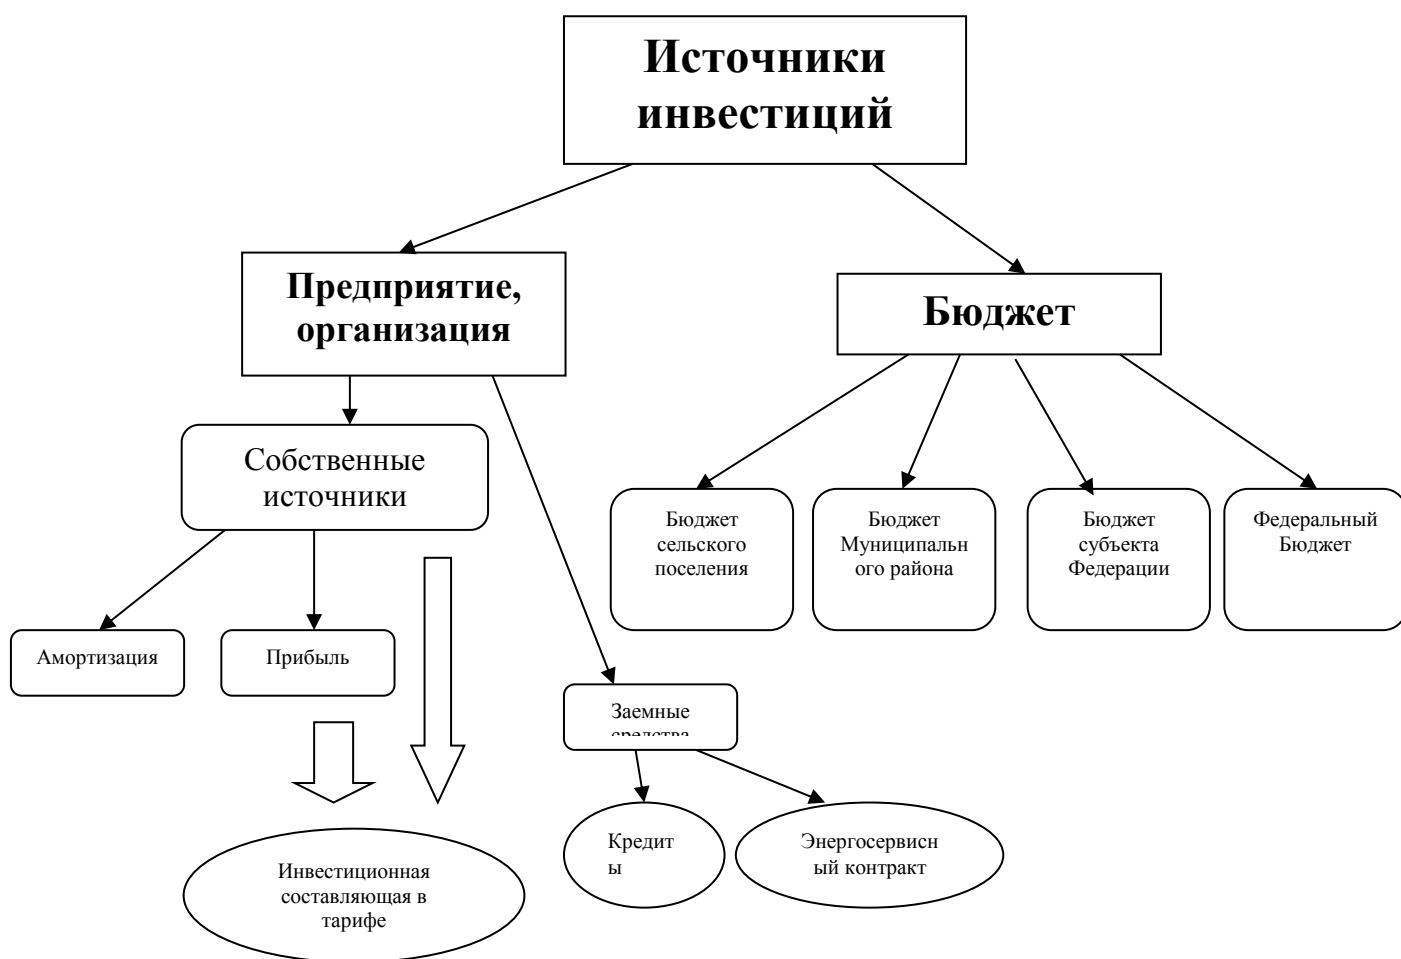 Источники
инвестиций
Предприятие,
организация
Бюджет
Собственные
источники
Бюджет
сельского
поселения
Бюджет
Муниципальн
ого района
Бюджет
субъекта
Федерации
Федеральный
Бюджет
Амортизация
Прибыль
Заемные
средства
Кредит
ы
Энергосервисн
ый контракт
Инвестиционная
составляющая в
тарифе